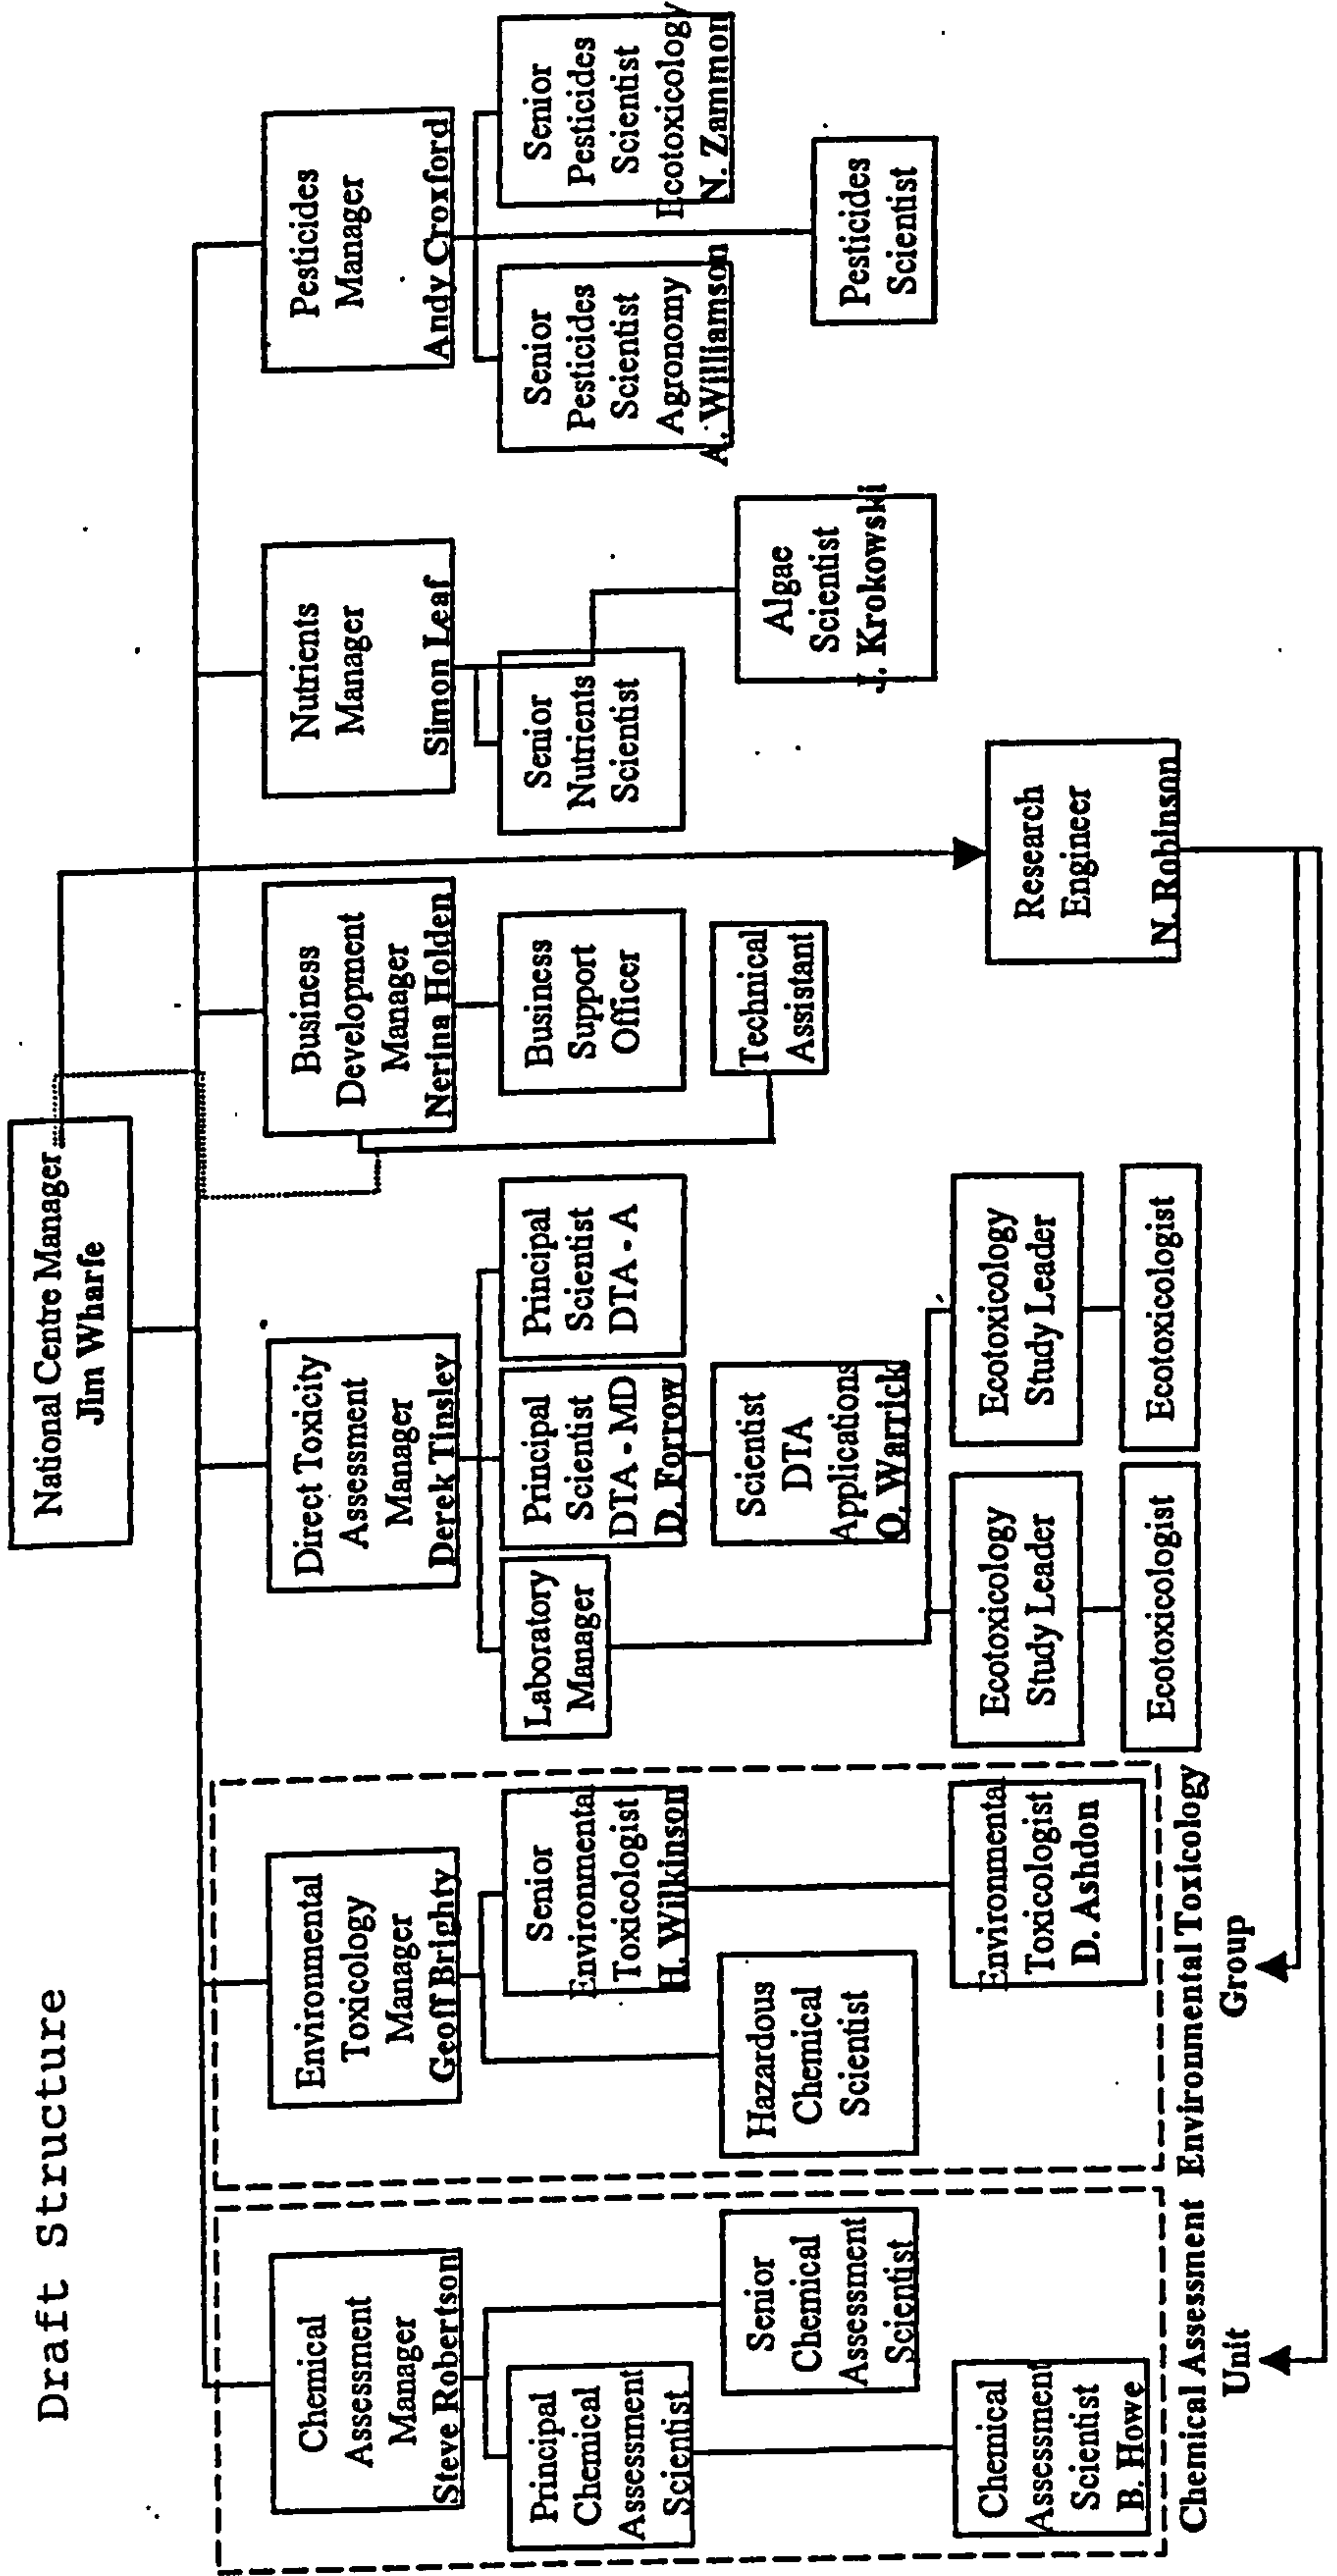 Draft Structure
National Centre Manager
Jim Wharfe
Chemical
Assessment
Manager
Steve Robertson
Environmental
Toxicology
Manager
Geoff Brighty
Direct Toxicity
Assessment
Manager
Derek Tinsley
Business
Development
Manager
Nerina Holden
Nutrients
Manager
Simon Leaf
Pesticides
Manager
Andy Croxford
Principal
Chemical
Assessment
Scientist
Senior
Environmental
Toxicologist
H. Wilkinson
Laboratory
Manager
Principal
Scientist
DTA - MD
D. Forrow
Principal
Scientist
DTA - A
Business
Support
Officer
Senior
Nutrients
Scientist
Senior
Pesticides
Scientist
Agronomy
A. Williamson
Senior
Pesticides
Scientist
Ecotoxicology
N. Zammon
Senior
Chemical
Assessment
Scientist
Hazardous
Chemical
Scientist
Scientist
DTA
Applications
O. Warrick
Technical
Assistant
Algae
Scientist
J. Krokowski
Pesticides
Scientist
Chemical
Assessment
Scientist
B. Howe
Environmental
Toxicologist
D. Ashdon
Ecotoxicology
Study Leader
Ecotoxicology
Study Leader
Research
Engineer
N. Robinson
Ecotoxicologist
Ecotoxicologist
Chemical Assessment
Unit
Environmental Toxicology
Group